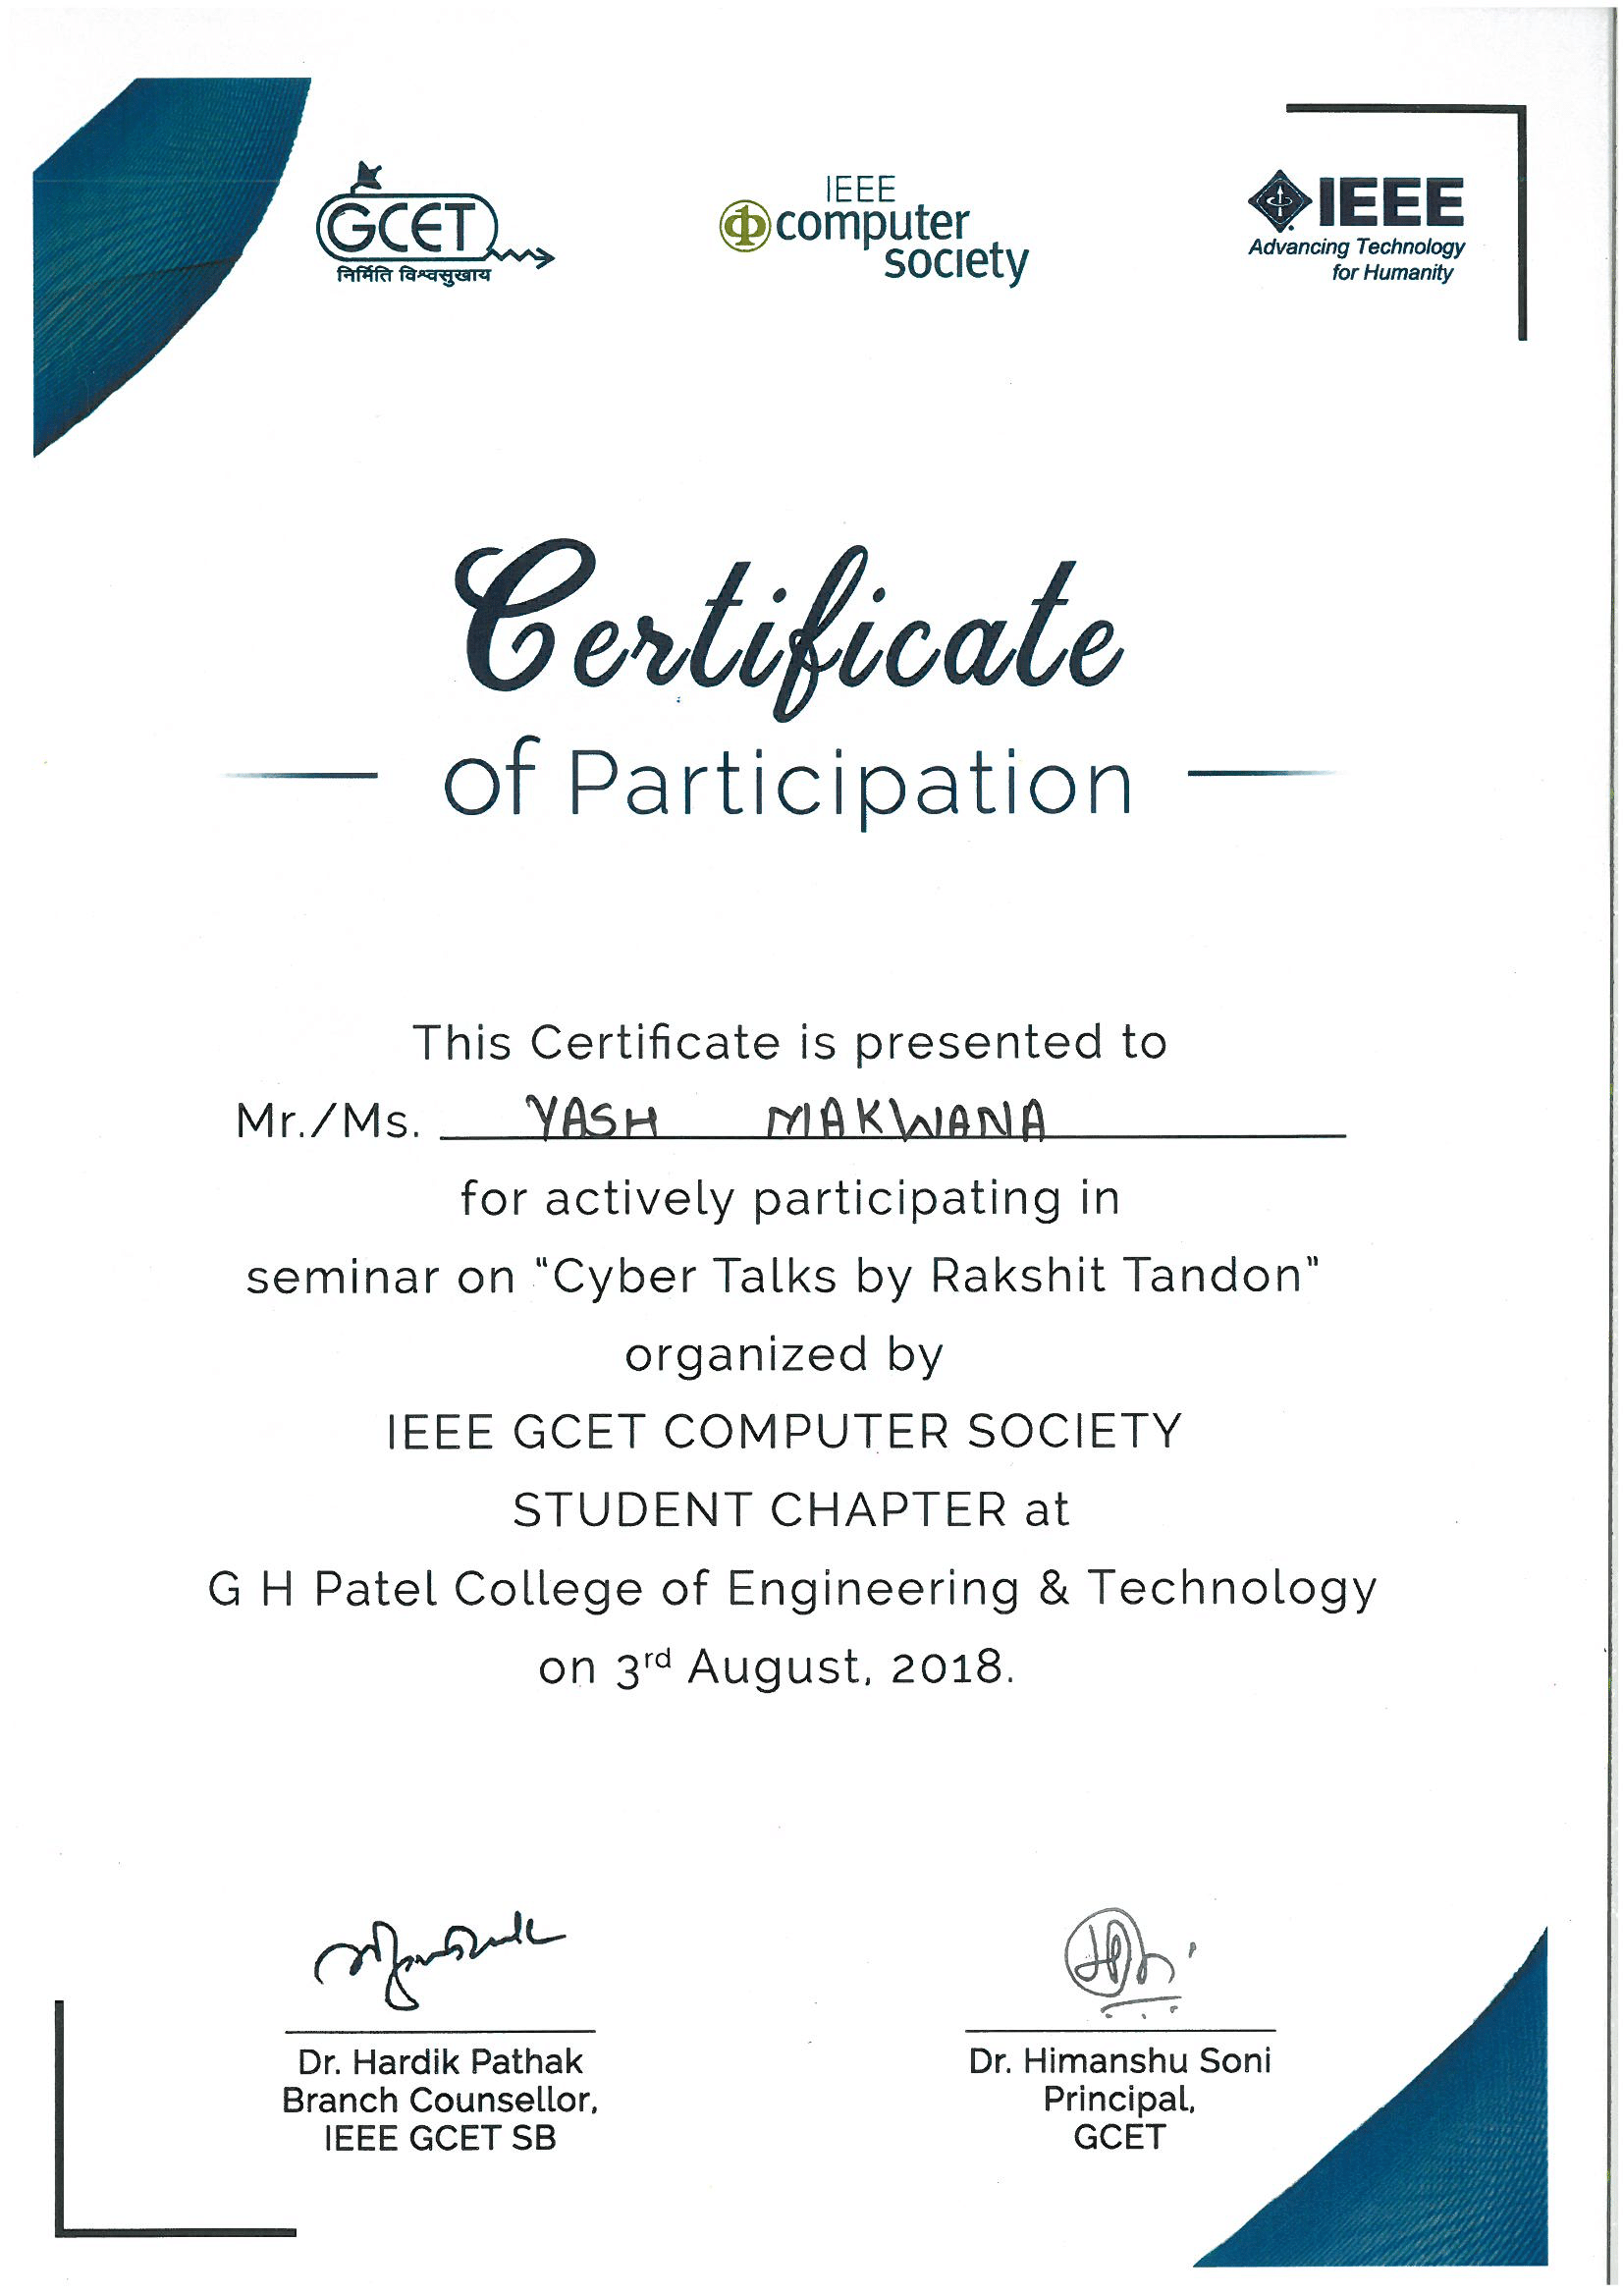 GCET
निर्मिति विश्वसुखाय
IEEE
computer
society
IEEE
Advancing Technology
for Humanity
Certificate
of Participation
This Certificate is presented to
Mr./Ms. YASH MAKWANA
for actively participating in
seminar on "Cyber Talks by Rakshit Tandon"
organized by
IEEE GCET COMPUTER SOCIETY
STUDENT CHAPTER at
G H Patel College of Engineering & Technology
on 3rd August, 2018.
Dr. Hardik Pathak
Branch Counsellor,
IEEE GCET SB
Dr. Himanshu Soni
Principal,
GCET